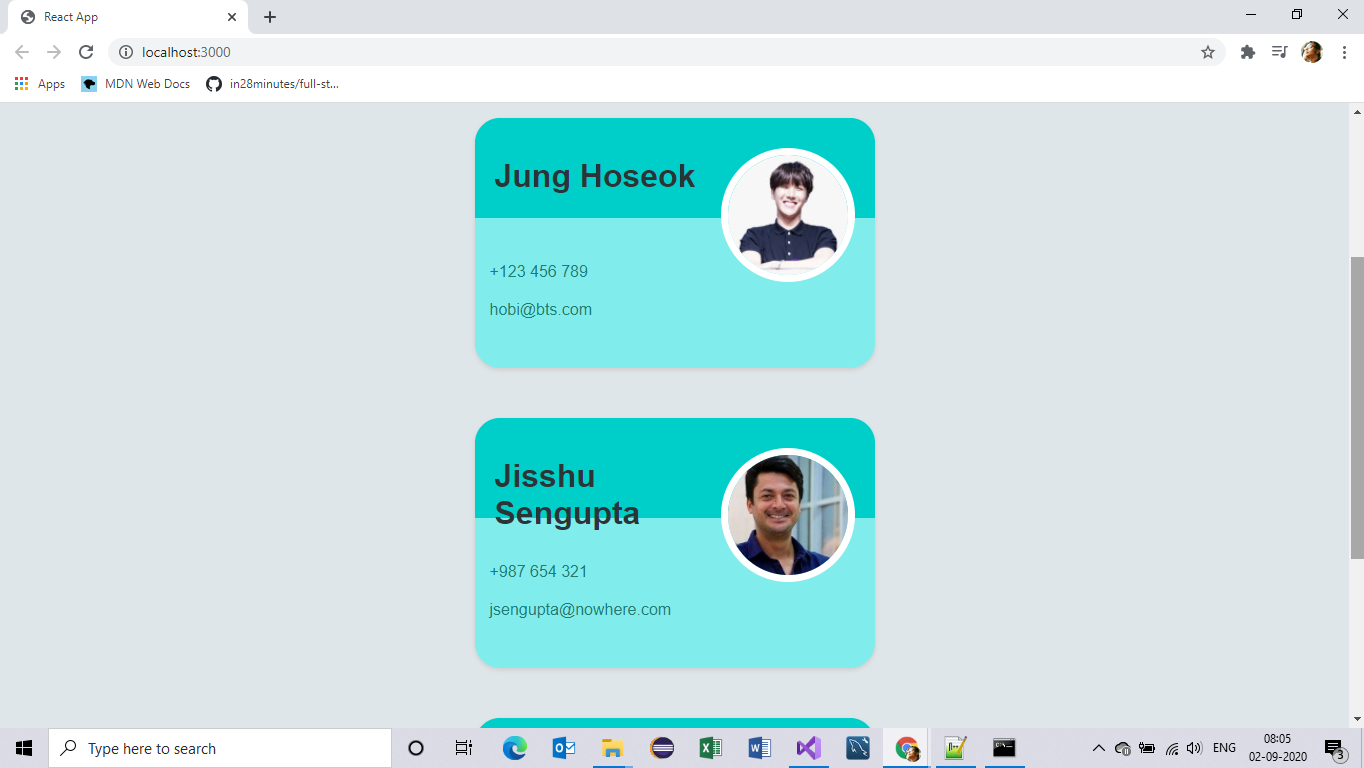 React App
localhost:3000
Apps
MDN Web Docs
in28minutes/full-st...
Jung Hoseok
+123 456 789
hobi@bts.com
Jisshu
Sengupta
+987 654 321
jsengupta@nowhere.com
Type here to search
ENG
08:05
02-09-2020
3